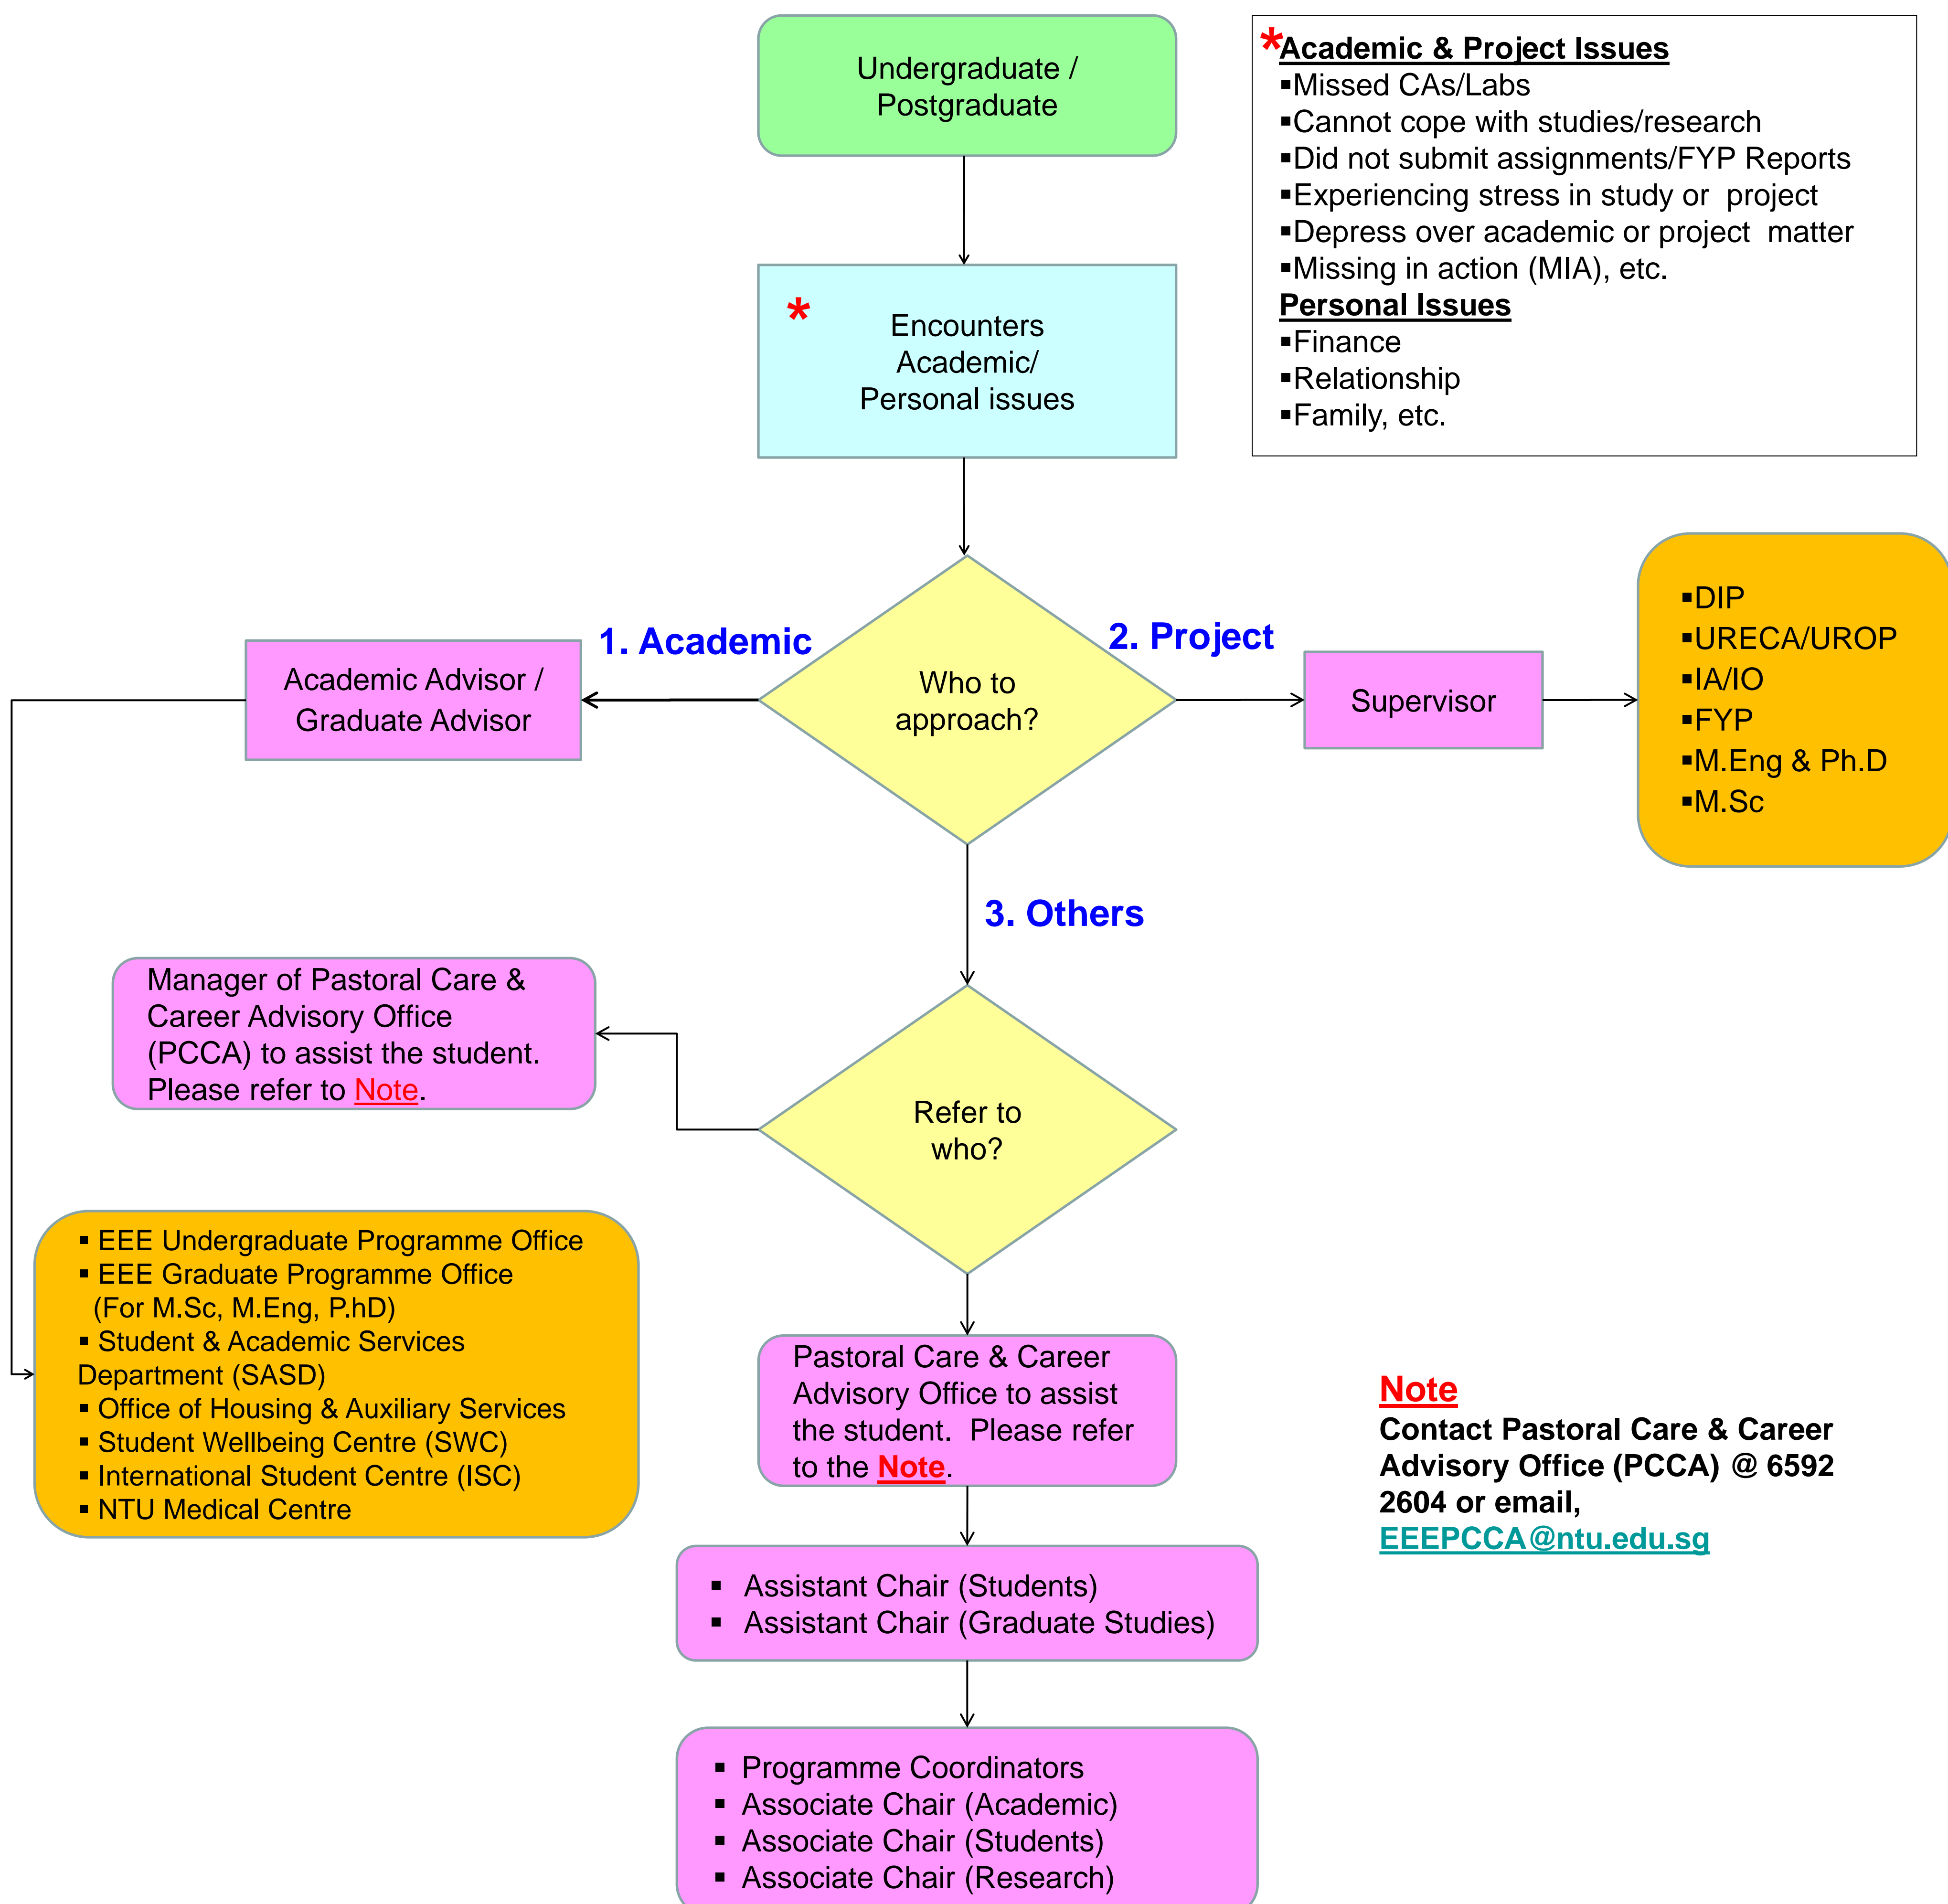 Undergraduate /
Postgraduate
*Academic & Project Issues
▪Missed CAs/Labs
▪Cannot cope with studies/research
▪Did not submit assignments/FYP Reports
▪Experiencing stress in study or  project
▪Depress over academic or project  matter
▪Missing in action (MIA), etc.
Personal Issues
▪Finance
▪Relationship
▪Family, etc.
*
Encounters
Academic/
Personal issues
Who to
approach?
1. Academic
Academic Advisor /
Graduate Advisor
2. Project
Supervisor
▪DIP
▪URECA/UROP
▪IA/IO
▪FYP
▪M.Eng & Ph.D
▪M.Sc
3. Others
Manager of Pastoral Care &
Career Advisory Office
(PCCA) to assist the student.
Please refer to Note.
Refer to
who?
▪ EEE Undergraduate Programme Office
▪ EEE Graduate Programme Office
(For M.Sc, M.Eng, P.hD)
▪ Student & Academic Services
Department (SASD)
▪ Office of Housing & Auxiliary Services
▪ Student Wellbeing Centre (SWC)
▪ International Student Centre (ISC)
▪ NTU Medical Centre
Pastoral Care & Career
Advisory Office to assist
the student.  Please refer
to the Note.
Note
Contact Pastoral Care & Career
Advisory Office (PCCA) @ 6592
2604 or email,
EEEPCCA@ntu.edu.sg
▪ Assistant Chair (Students)
▪ Assistant Chair (Graduate Studies)
▪ Programme Coordinators
▪ Associate Chair (Academic)
▪ Associate Chair (Students)
▪ Associate Chair (Research)